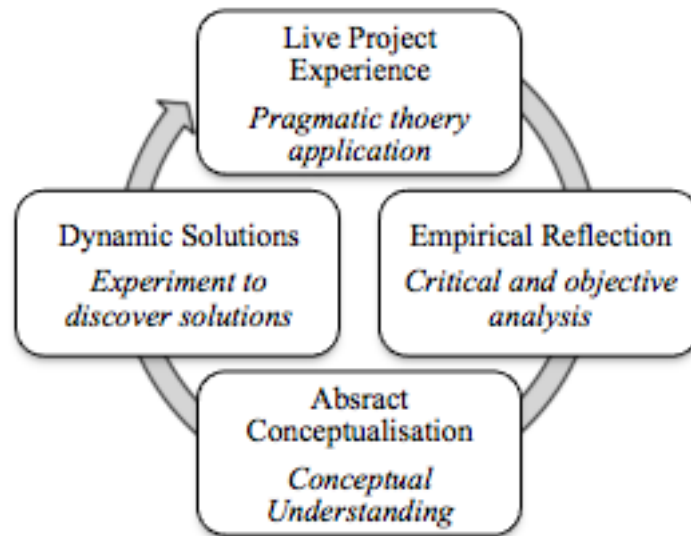 Live Project
Experience
Pragmatic thoery
application
Dynamic Solutions
Experiment to
discover solutions
Empirical Reflection
Critical and objective
analysis
Absract
Conceptualisation
Conceptual
Understanding